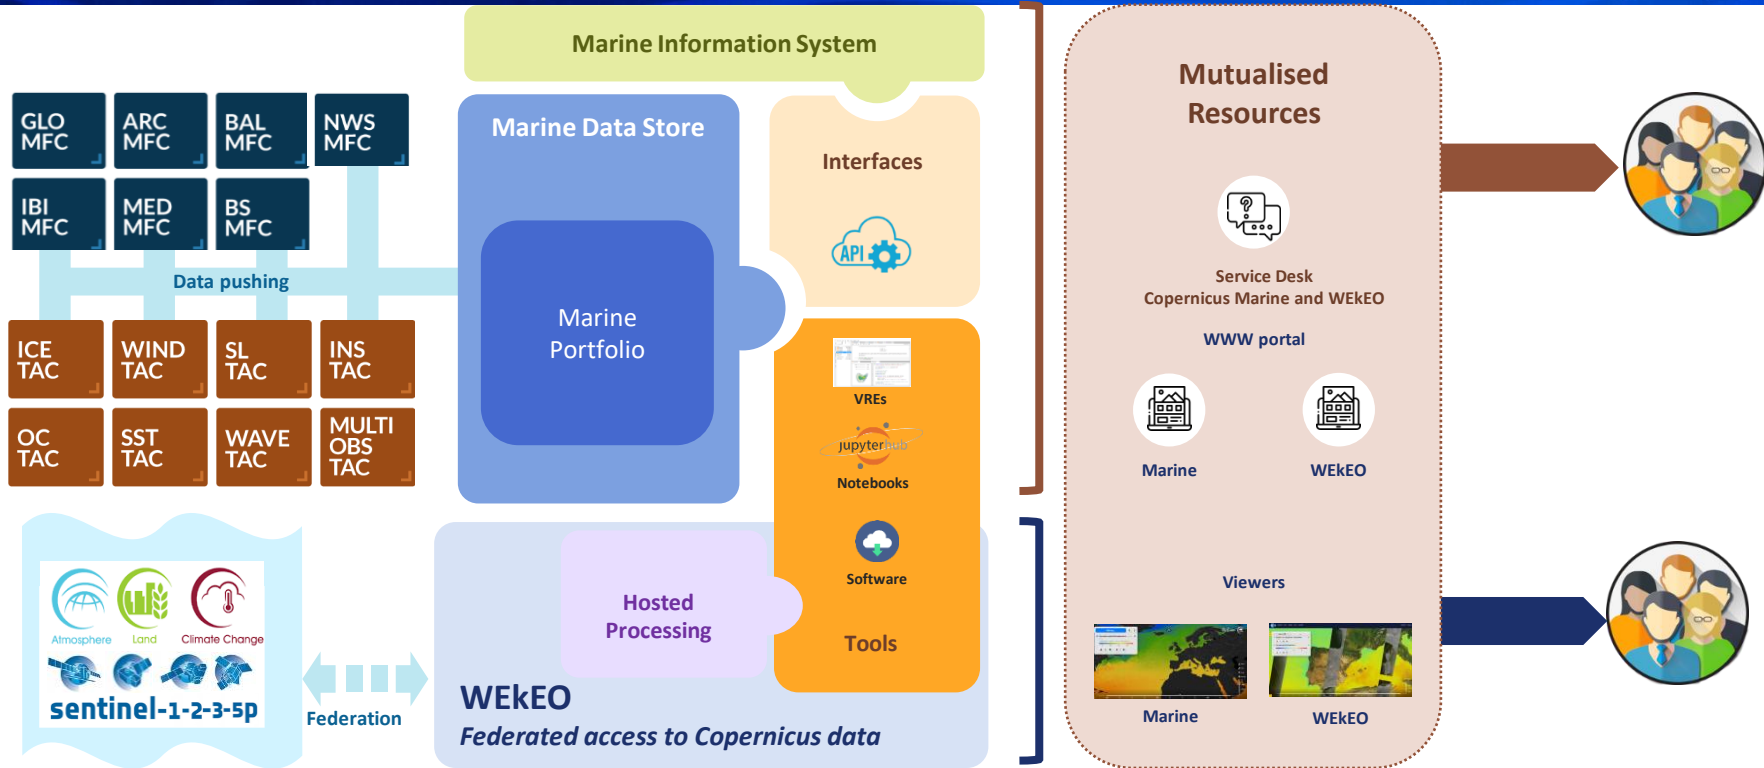 Marine Information System
GLO
MFC
ARC
MFC
BAL
MFC
NWS
MFC
IBI
MFC
MED
MFC
BS
MFC
Data pushing
ICE
TAC
WIND
TAC
SL
TAC
INS
TAC
OC
TAC
SST
TAC
WAVE
TAC
MULTI
OBS
TAC
Marine Data Store
Marine
Portfolio
Interfaces
API
VREs
jupyterhub
Notebooks
Software
Tools
Hosted
Processing
WEkEO
Federated access to Copernicus data
Atmosphere
Land
Climate Change
sentinel-1-2-3-5p
Federation
Mutualised
Resources
Service Desk
Copernicus Marine and WEkEO
WWW portal
Marine
WEkEO
Viewers
Marine
WEkEO